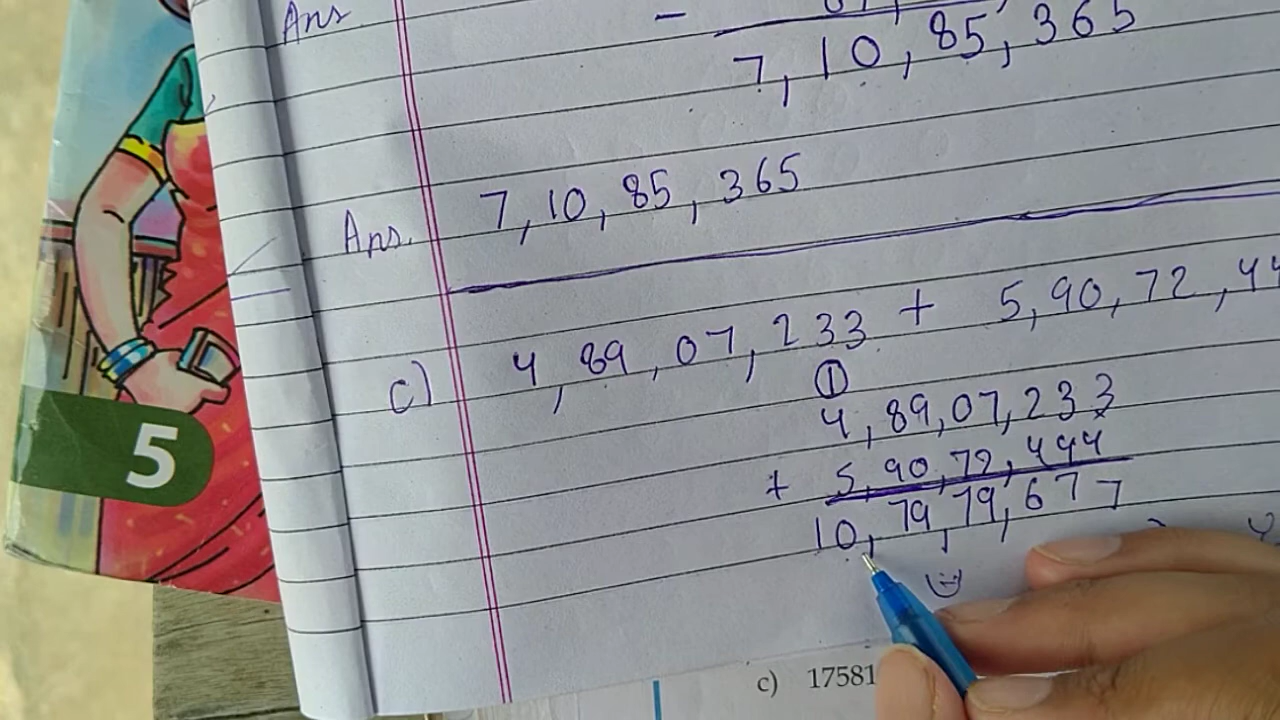 Ans
7, 10, 85, 365
Ans. 7, 10, 85, 365
c) 4, 89, 07, 233 + 5, 90, 72, 44
①
4, 89, 07, 233
+ 5, 90, 72, 444
10, 79, 79, 677
5
c) 17581